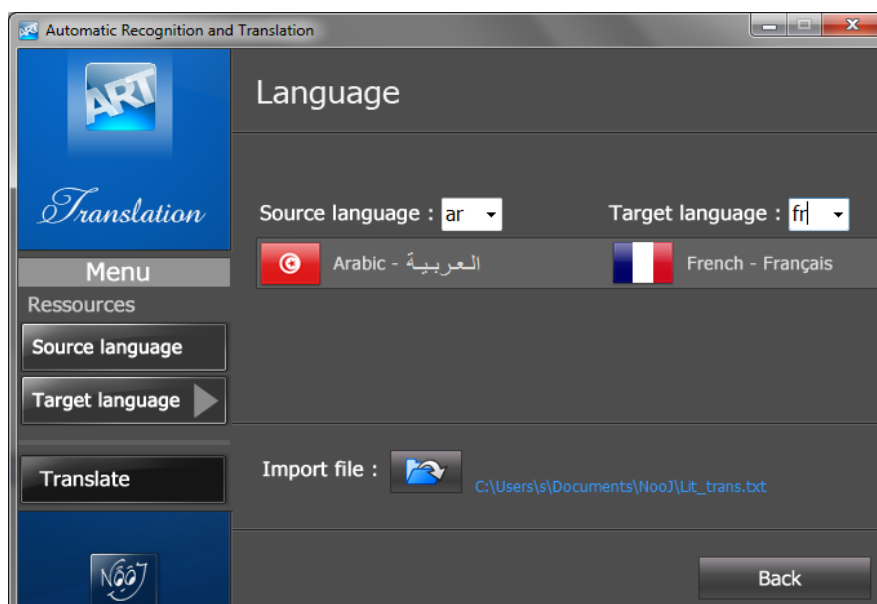 Automatic Recognition and Translation
ART
Translation
Menu
Ressources
Source language
Target language
Translate
NooJ
Language
Source language : ar
Target language : fr
Arabic - العربية
French - Français
Import file :
C:\Users\s\Documents\NooJ\Lit_trans.txt
Back